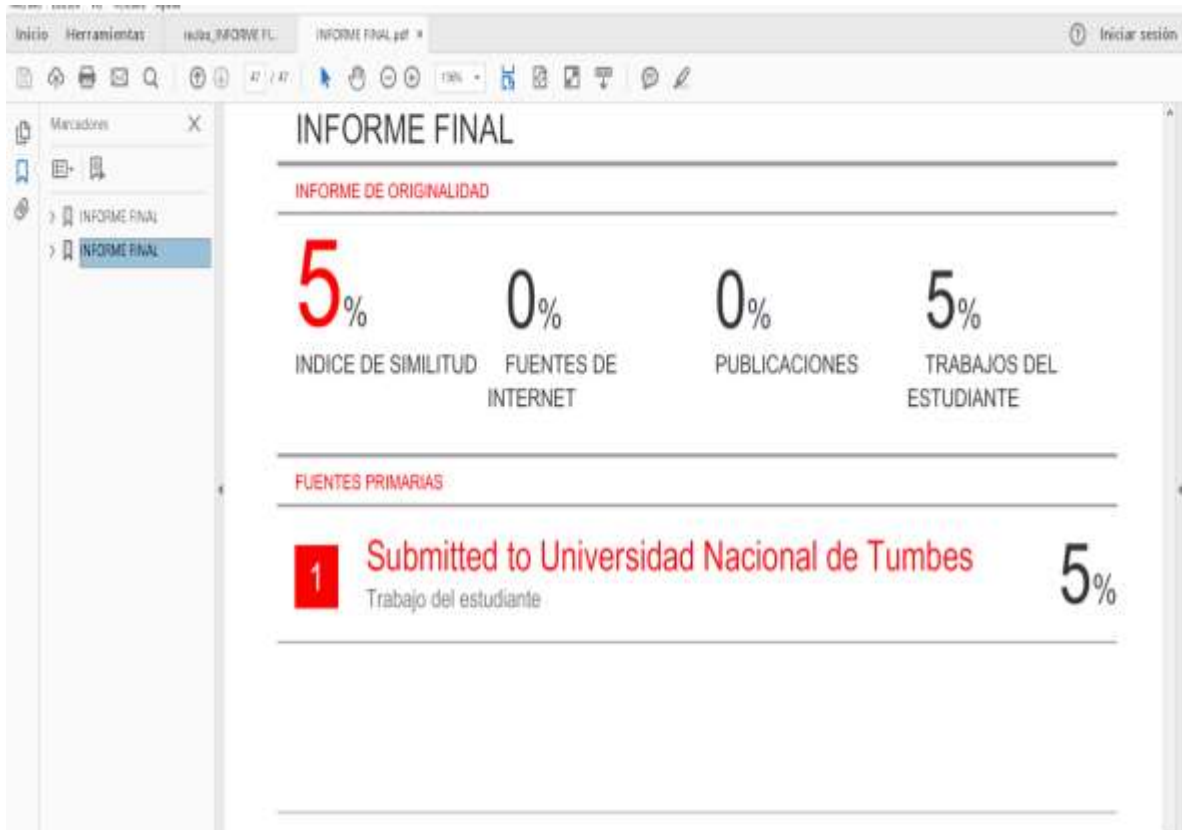 Inicio Herramientas INFORME FINAL.pdf × Iniciar sesión
47 / 47
Marcadores
INFORME FINAL
INFORME FINAL
INFORME FINAL
INFORME DE ORIGINALIDAD
5% 0% 0% 5%
INDICE DE SIMILITUD FUENTES DE PUBLICACIONES TRABAJOS DEL
INTERNET ESTUDIANTE
FUENTES PRIMARIAS
1 Submitted to Universidad Nacional de Tumbes 5%
Trabajo del estudiante